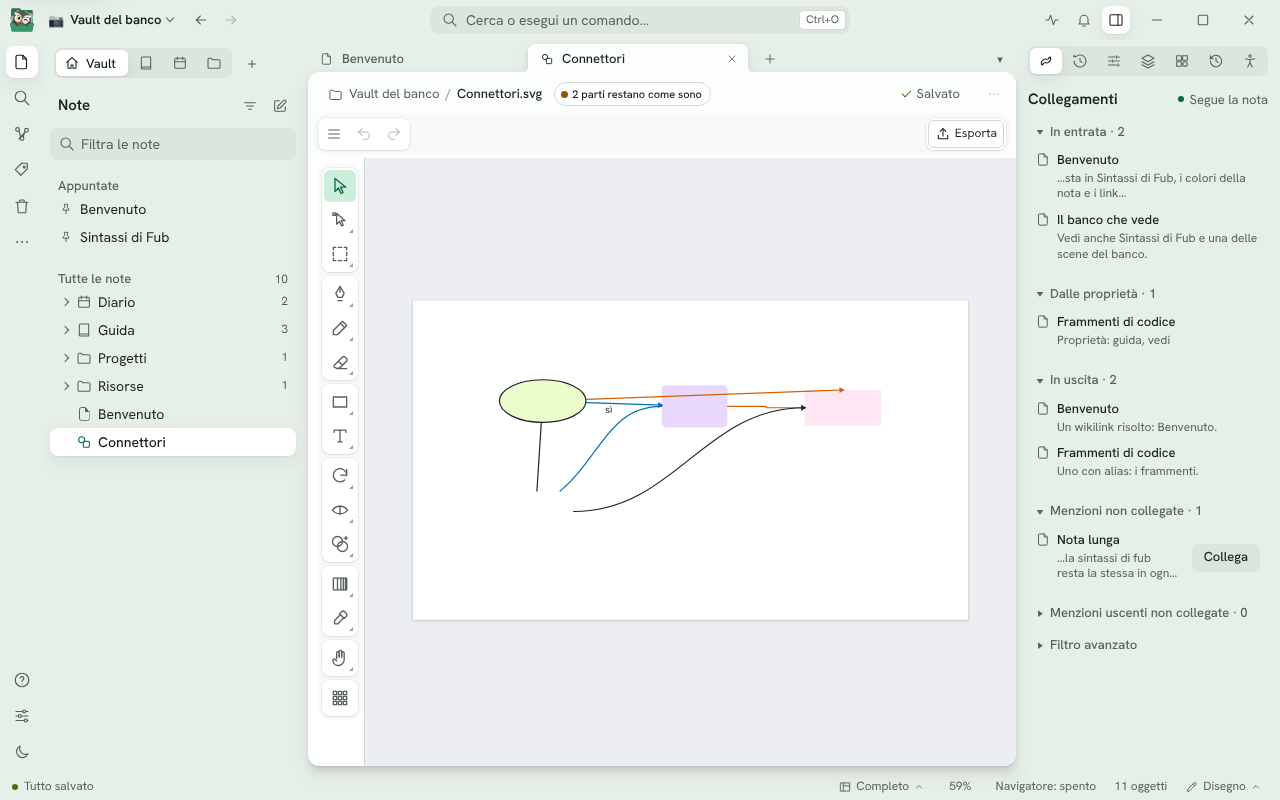 Vault del banco
Cerca o esegui un comando…
Ctrl+O
Vault
Note
Filtra le note
Appuntate
Benvenuto
Sintassi di Fub
Tutte le note 10
Diario 2
Guida 3
Progetti 1
Risorse 1
Benvenuto
Connettori
Tutto salvato
Benvenuto
Connettori
Vault del banco / Connettori.svg
2 parti restano come sono
Salvato
Esporta
sì
Collegamenti
Segue la nota
In entrata · 2
Benvenuto
…sta in Sintassi di Fub, i colori della
nota e i link…
Il banco che vede
Vedi anche Sintassi di Fub e una delle
scene del banco.
Dalle proprietà · 1
Frammenti di codice
Proprietà: guida, vedi
In uscita · 2
Benvenuto
Un wikilink risolto: Benvenuto.
Frammenti di codice
Uno con alias: i frammenti.
Menzioni non collegate · 1
Nota lunga
…la sintassi di fub
resta la stessa in ogn…
Collega
Menzioni uscenti non collegate · 0
Filtro avanzato
Completo
59%
Navigatore: spento
11 oggetti
Disegno